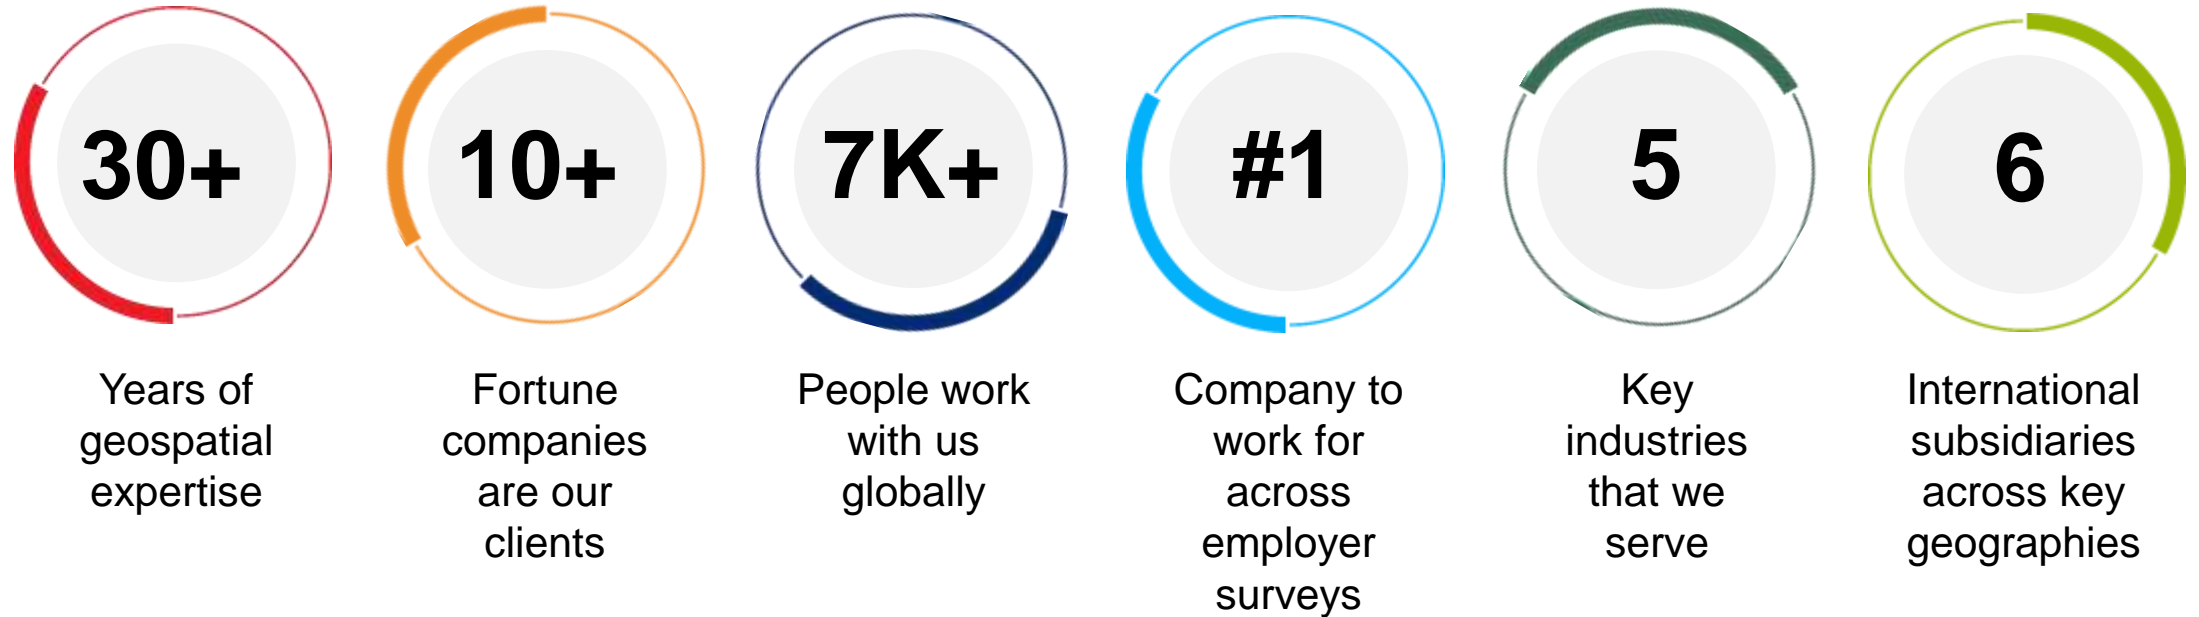 30+
Years of
geospatial
expertise
10+
Fortune
companies
are our
clients
7K+
People work
with us
globally
#1
Company to
work for
across
employer
surveys
5
Key
industries
that we
serve
6
International
subsidiaries
across key
geographies